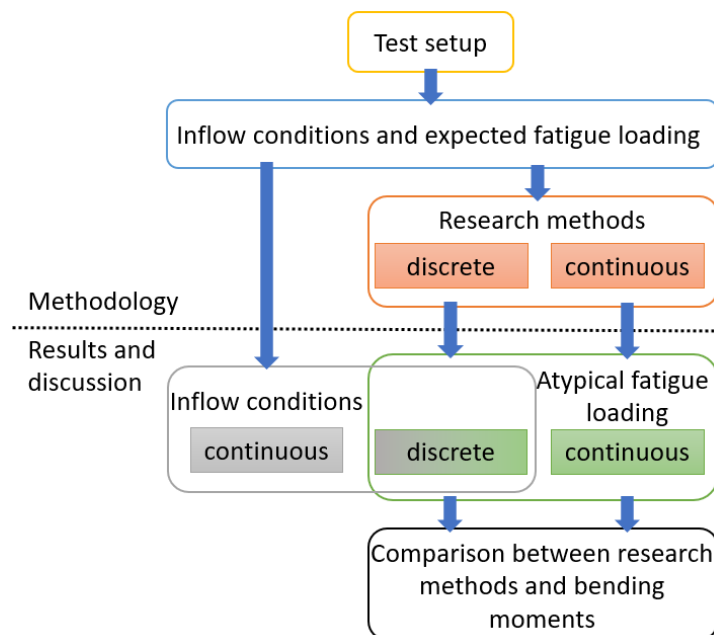 Test setup
Inflow conditions and expected fatigue loading
Research methods
discrete
continuous
Methodology
Results and
discussion
Inflow conditions
continuous
discrete
Atypical fatigue
loading
continuous
Comparison between research
methods and bending
moments